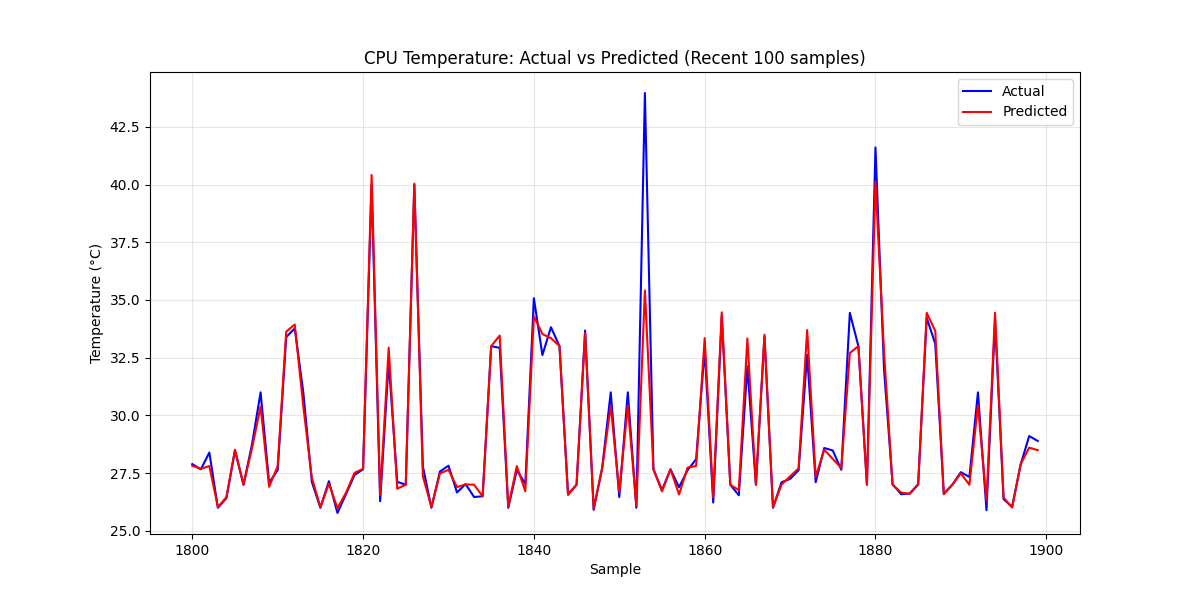 CPU Temperature: Actual vs Predicted (Recent 100 samples)
Actual
Predicted
Temperature (°C)
42.5
40.0
37.5
35.0
32.5
30.0
27.5
25.0
1800 1820 1840 1860 1880 1900
Sample